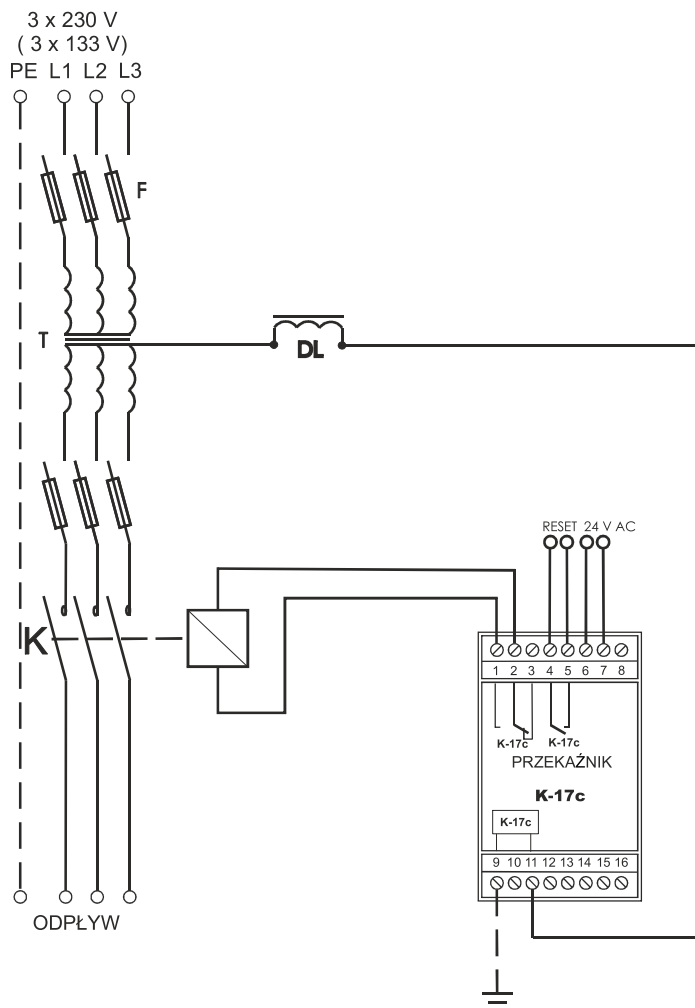 3 x 230 V
( 3 x 133 V)
PE L1 L2 L3
F
T
DL
RESET 24 V AC
K
1 2 3 4 5 6 7 8
K-17c K-17c
PRZEKAŹNIK
K-17c
K-17c
9 10 11 12 13 14 15 16
ODPŁYW